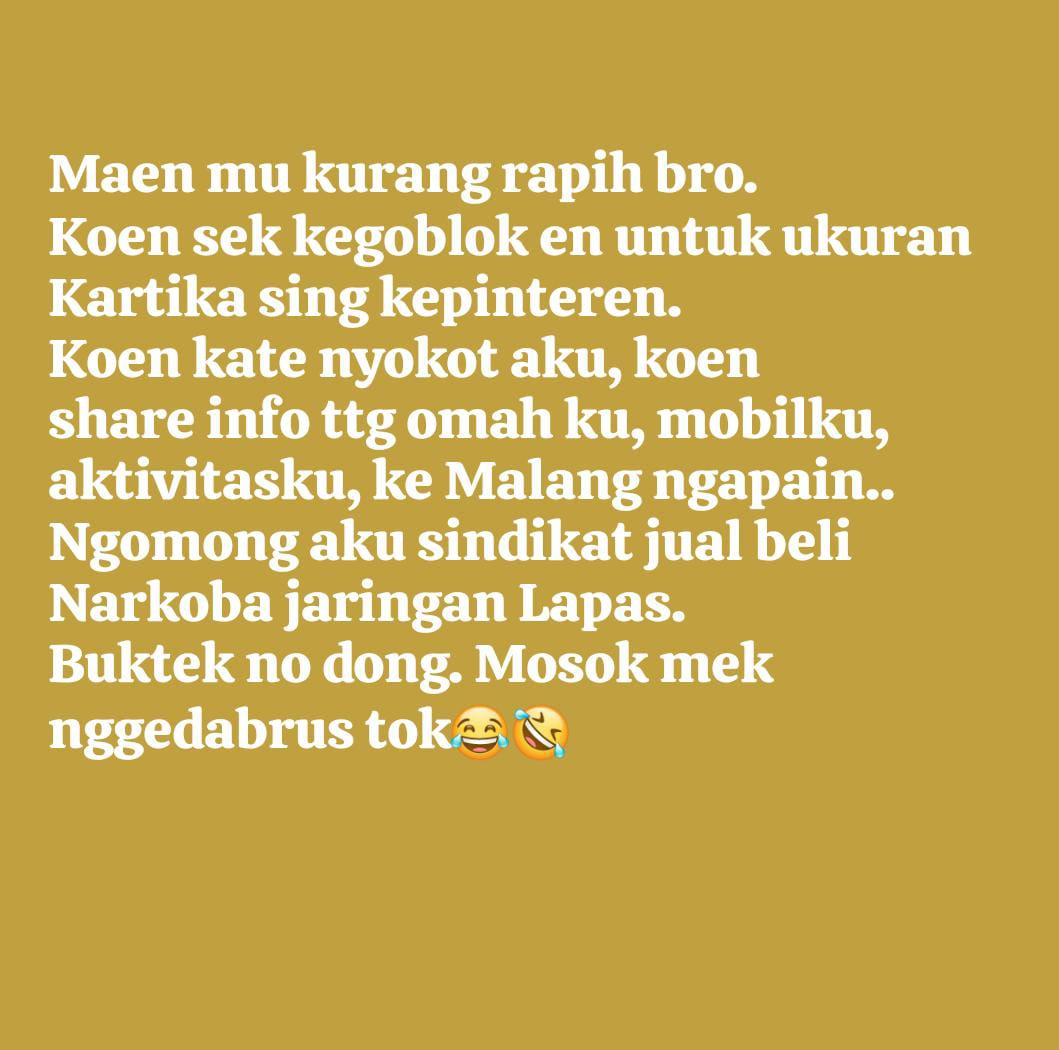 Maen mu kurang rapih bro.
Koen sek kegoblok en untuk ukuran
Kartika sing kepinteren.
Koen kate nyokot aku, koen
share info ttg omah ku, mobilku,
aktivitasku, ke Malang ngapain..
Ngomong aku sindikat jual beli
Narkoba jaringan Lapas.
Buktek no dong. Mosok mek
nggedabrus tok😂🤣